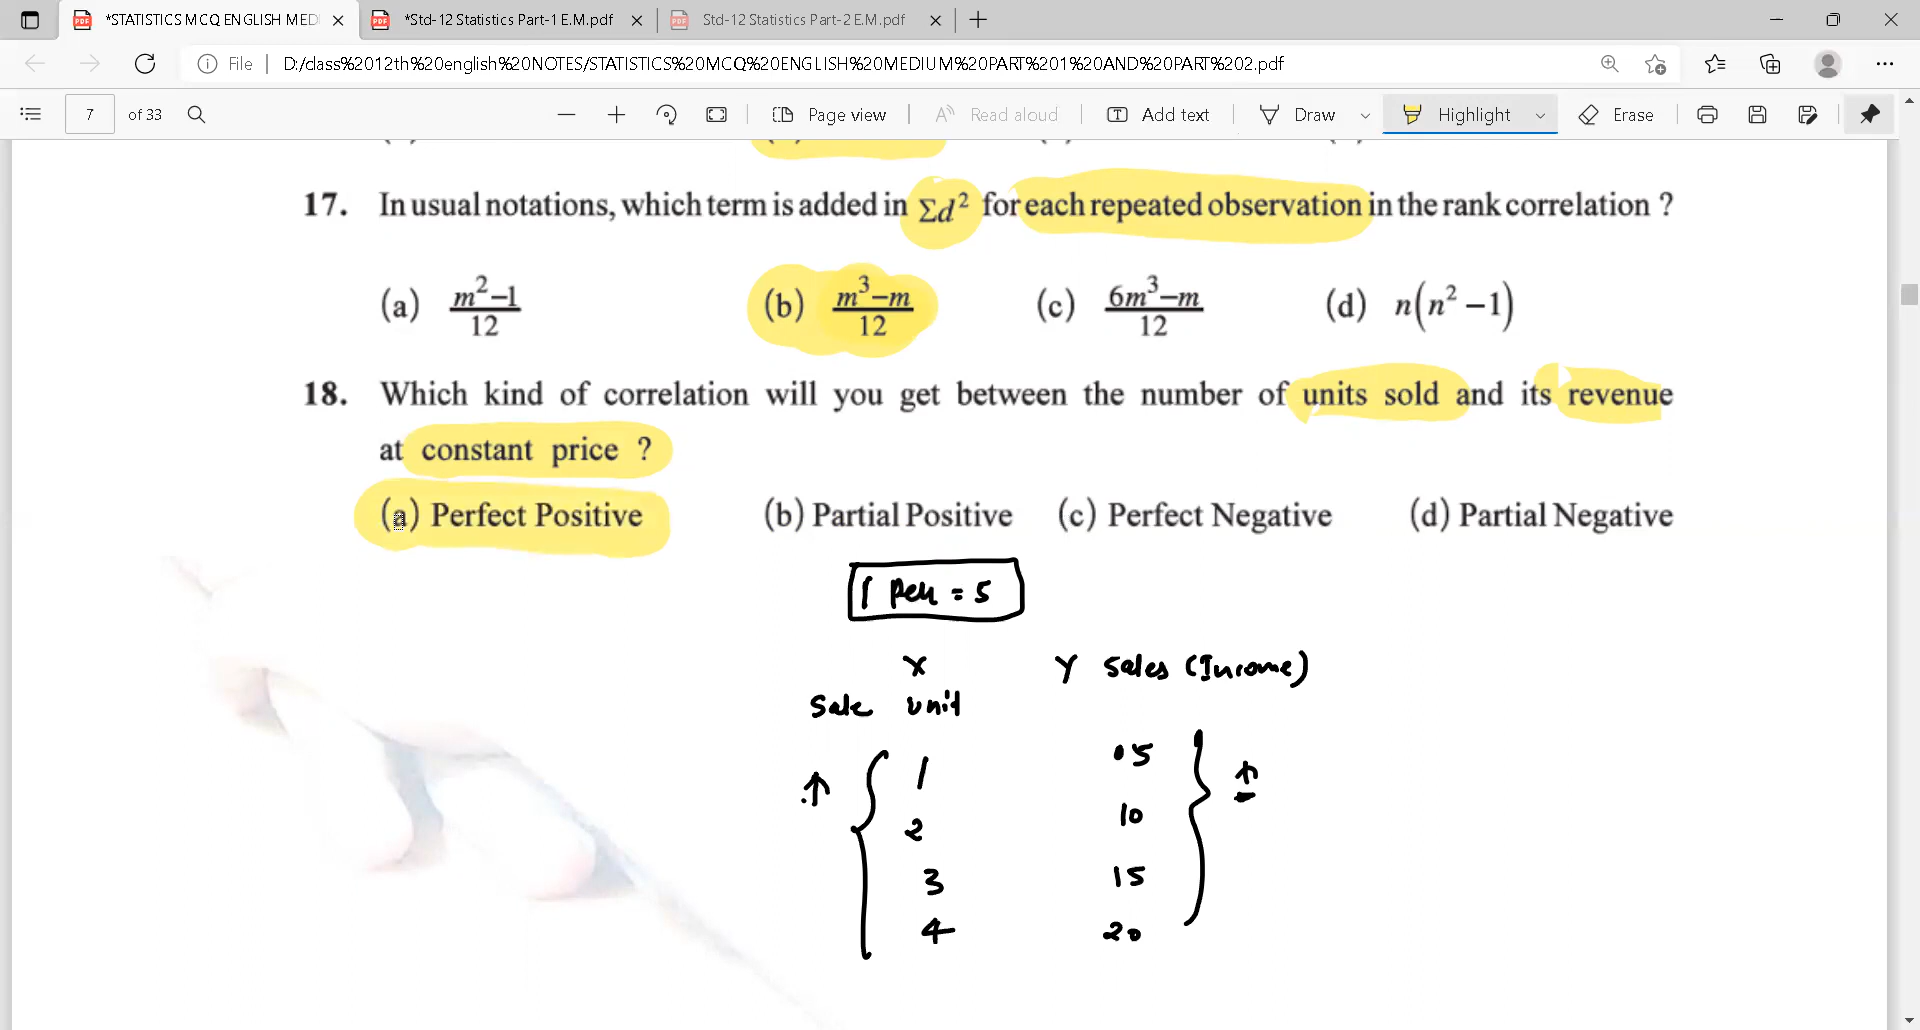 *STATISTICS MCQ ENGLISH MED
*Std-12 Statistics Part-1 E.M.pdf
Std-12 Statistics Part-2 E.M.pdf
File
D:/class%2012th%20english%20NOTES/STATISTICS%20MCQ%20ENGLISH%20MEDIUM%20PART%201%20AND%20PART%202.pdf
7 of 33
Page view
Read aloud
Add text
Draw
Highlight
Erase
17. In usual notations, which term is added in Σd² for each repeated observation in the rank correlation ?
(a) m²–1/12 (b) m³–m/12 (c) 6m³–m/12 (d) n(n² – 1)
18. Which kind of correlation will you get between the number of units sold and its revenue
at constant price ?
(a) Perfect Positive (b) Partial Positive (c) Perfect Negative (d) Partial Negative
1 Pen = 5
X Y Sales (Income)
Sale unit
↑ 1 05 ↑
2 10
3 15
4 20